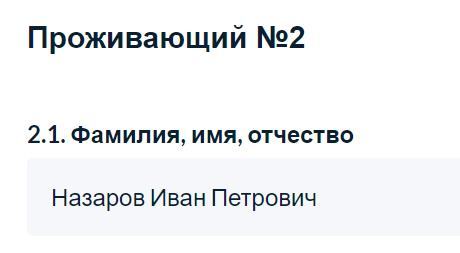 Проживающий №2
2.1. Фамилия, имя, отчество
Назаров Иван Петрович